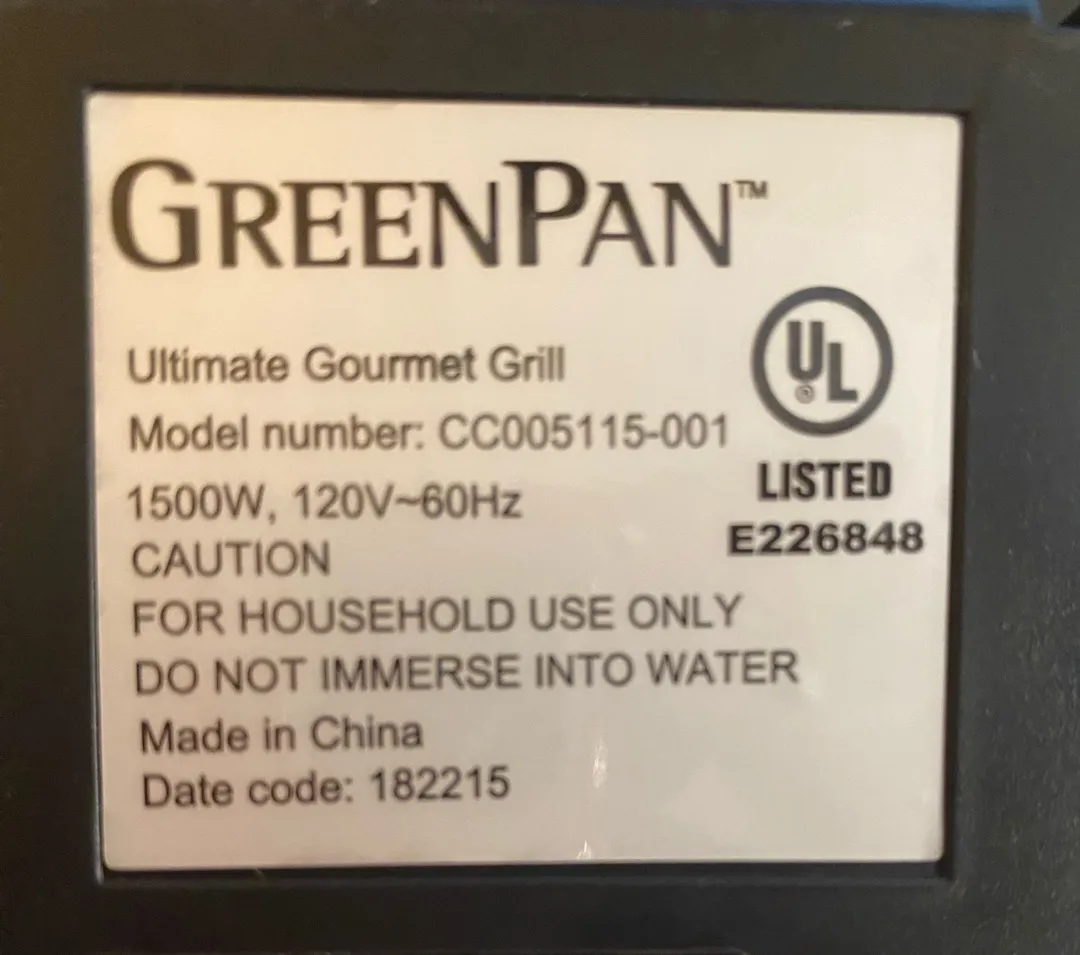 GREENPAN™
Ultimate Gourmet Grill
Model number: CC005115-001
1500W, 120V~60Hz
CAUTION
FOR HOUSEHOLD USE ONLY
DO NOT IMMERSE INTO WATER
Made in China
Date code: 182215
UL®
LISTED
E226848